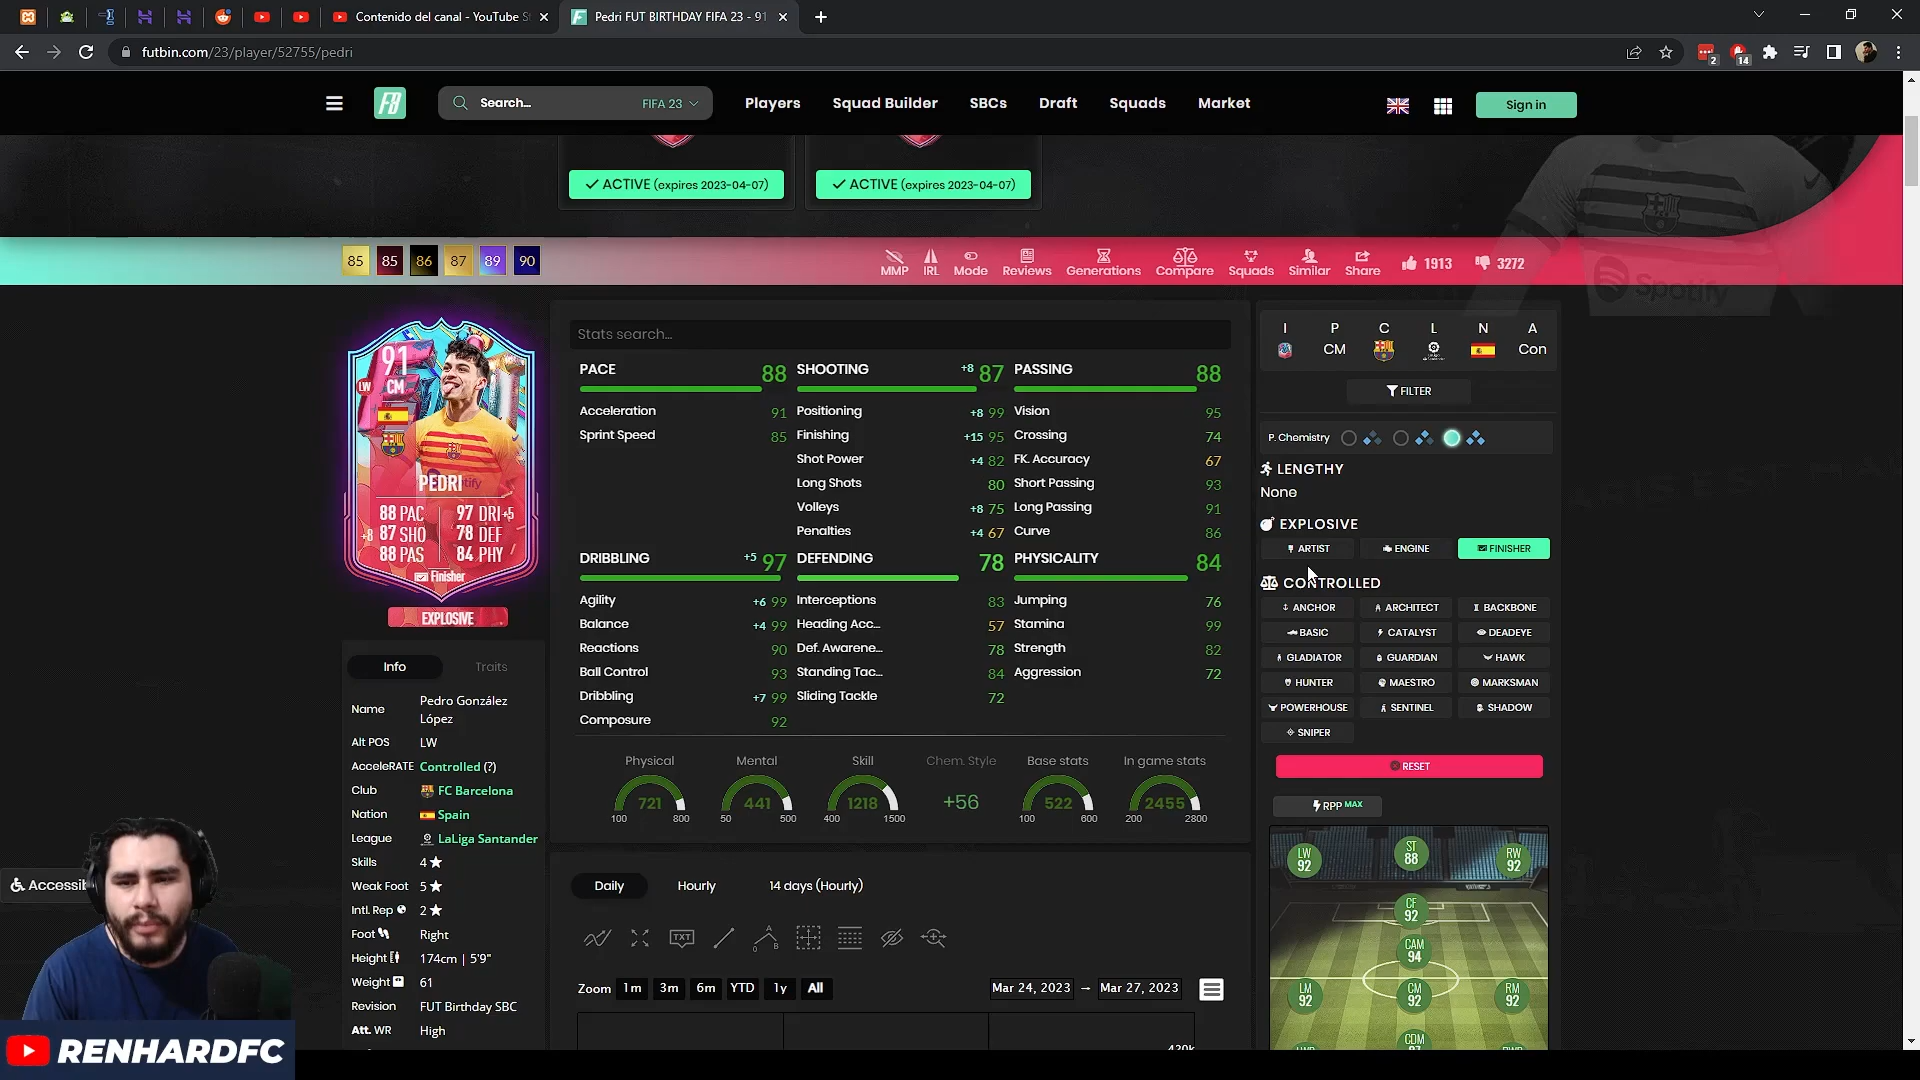 Contenido del canal - YouTube S
Pedri FUT BIRTHDAY FIFA 23 - 91
futbin.com/23/player/52755/pedri
2
14
Search...
FIFA 23
Players
Squad Builder
SBCs
Draft
Squads
Market
Sign in
ACTIVE (expires 2023-04-07)
ACTIVE (expires 2023-04-07)
85 85 86 87 89 90
MMP
IRL
Mode
Reviews
Generations
Compare
Squads
Similar
Share
1913
3272
Spotify
91
CM
LW
PEDRI
88 PAC 97 DRI+5
+8 87 SHO 78 DEF
88 PAS 84 PHY
Finisher
EXPLOSIVE
Info
Traits
Name Pedro González López
Alt POS LW
AcceleRATE Controlled (?)
Club FC Barcelona
Nation Spain
League LaLiga Santander
Skills 4
Weak Foot 5
Intl. Rep 2
Foot Right
Height 174cm | 5'9"
Weight 61
Revision FUT Birthday SBC
Att. WR High
Stats search...
PACE 88
Acceleration 91
Sprint Speed 85
SHOOTING +8 87
Positioning +8 99
Finishing +15 95
Shot Power +4 82
Long Shots 80
Volleys +8 75
Penalties +4 67
PASSING 88
Vision 95
Crossing 74
FK. Accuracy 67
Short Passing 93
Long Passing 91
Curve 86
DRIBBLING +5 97
Agility +6 99
Balance +4 99
Reactions 90
Ball Control 93
Dribbling +7 99
Composure 92
DEFENDING 78
Interceptions 83
Heading Acc... 57
Def. Awarene... 78
Standing Tac... 84
Sliding Tackle 72
PHYSICALITY 84
Jumping 76
Stamina 99
Strength 82
Aggression 72
Physical
721
100 800
Mental
441
50 500
Skill
1218
400 1500
Chem. Style
+56
Base stats
522
100 600
In game stats
2455
200 2800
Daily
Hourly
14 days (Hourly)
TXT
Zoom 1m 3m 6m YTD 1y All
Mar 24, 2023 → Mar 27, 2023
420k
I P C L N A
CM
Con
FILTER
P. Chemistry
LENGTHY
None
EXPLOSIVE
ARTIST ENGINE FINISHER
CONTROLLED
ANCHOR ARCHITECT BACKBONE
BASIC CATALYST DEADEYE
GLADIATOR GUARDIAN HAWK
HUNTER MAESTRO MARKSMAN
POWERHOUSE SENTINEL SHADOW
SNIPER
RESET
RPP MAX
LW 92
ST 88
RW 92
CF 92
CAM 94
LM 92
CM 92
RM 92
CDM
Accessib
RENHARDFC